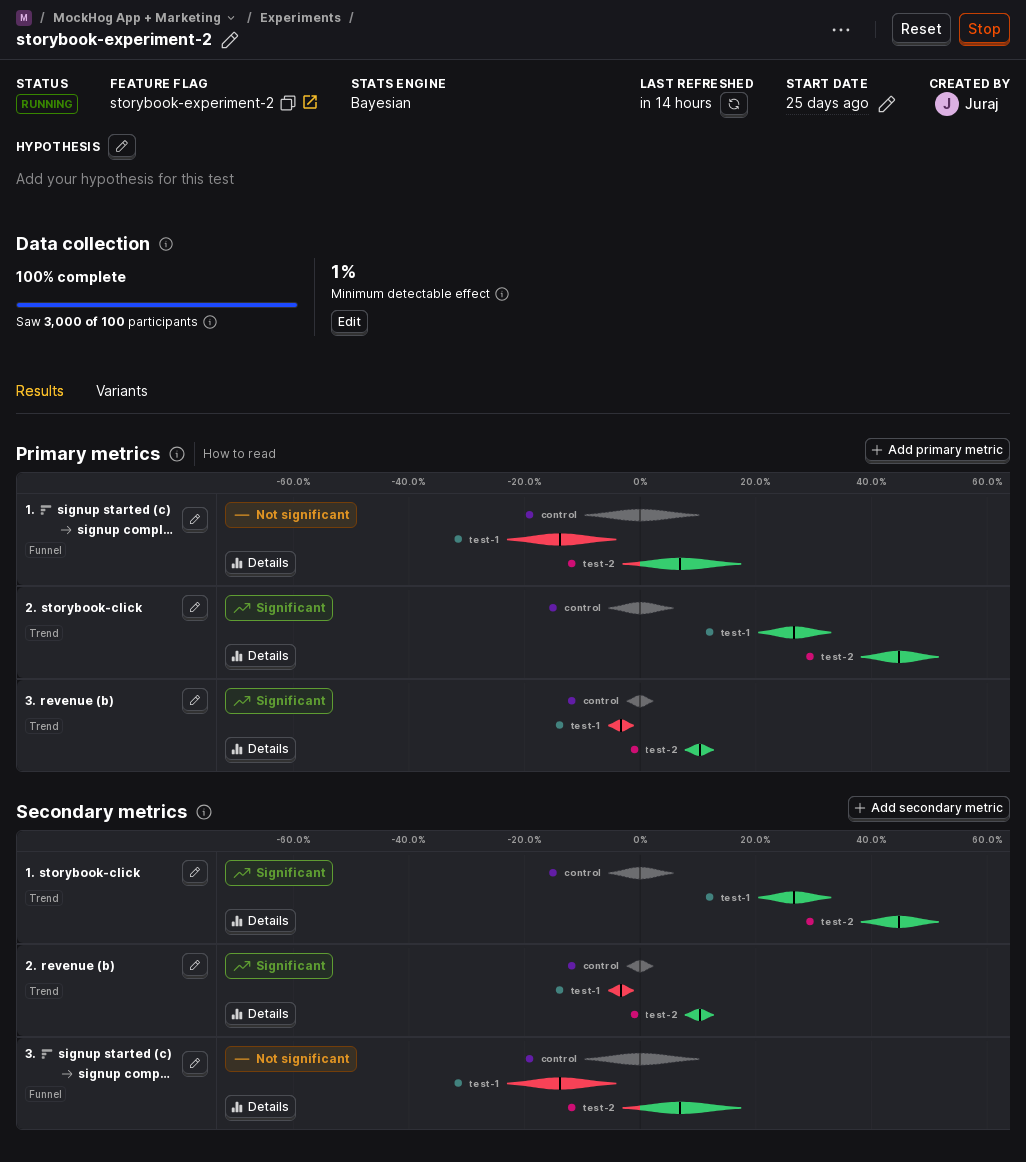 M / MockHog App + Marketing / Experiments /
storybook-experiment-2
Reset
Stop
STATUS
RUNNING
FEATURE FLAG
storybook-experiment-2
STATS ENGINE
Bayesian
LAST REFRESHED
in 14 hours
START DATE
25 days ago
CREATED BY
J Juraj
HYPOTHESIS
Add your hypothesis for this test
Data collection
100% complete
Saw 3,000 of 100 participants
1%
Minimum detectable effect
Edit
Results
Variants
Primary metrics
How to read
Add primary metric
-60.0% -40.0% -20.0% 0% 20.0% 40.0% 60.0%
1. signup started (c)
→ signup compl...
Funnel
Not significant
Details
control
test-1
test-2
2. storybook-click
Trend
Significant
Details
control
test-1
test-2
3. revenue (b)
Trend
Significant
Details
control
test-1
test-2
Secondary metrics
Add secondary metric
-60.0% -40.0% -20.0% 0% 20.0% 40.0% 60.0%
1. storybook-click
Trend
Significant
Details
control
test-1
test-2
2. revenue (b)
Trend
Significant
Details
control
test-1
test-2
3. signup started (c)
→ signup comp...
Funnel
Not significant
Details
control
test-1
test-2